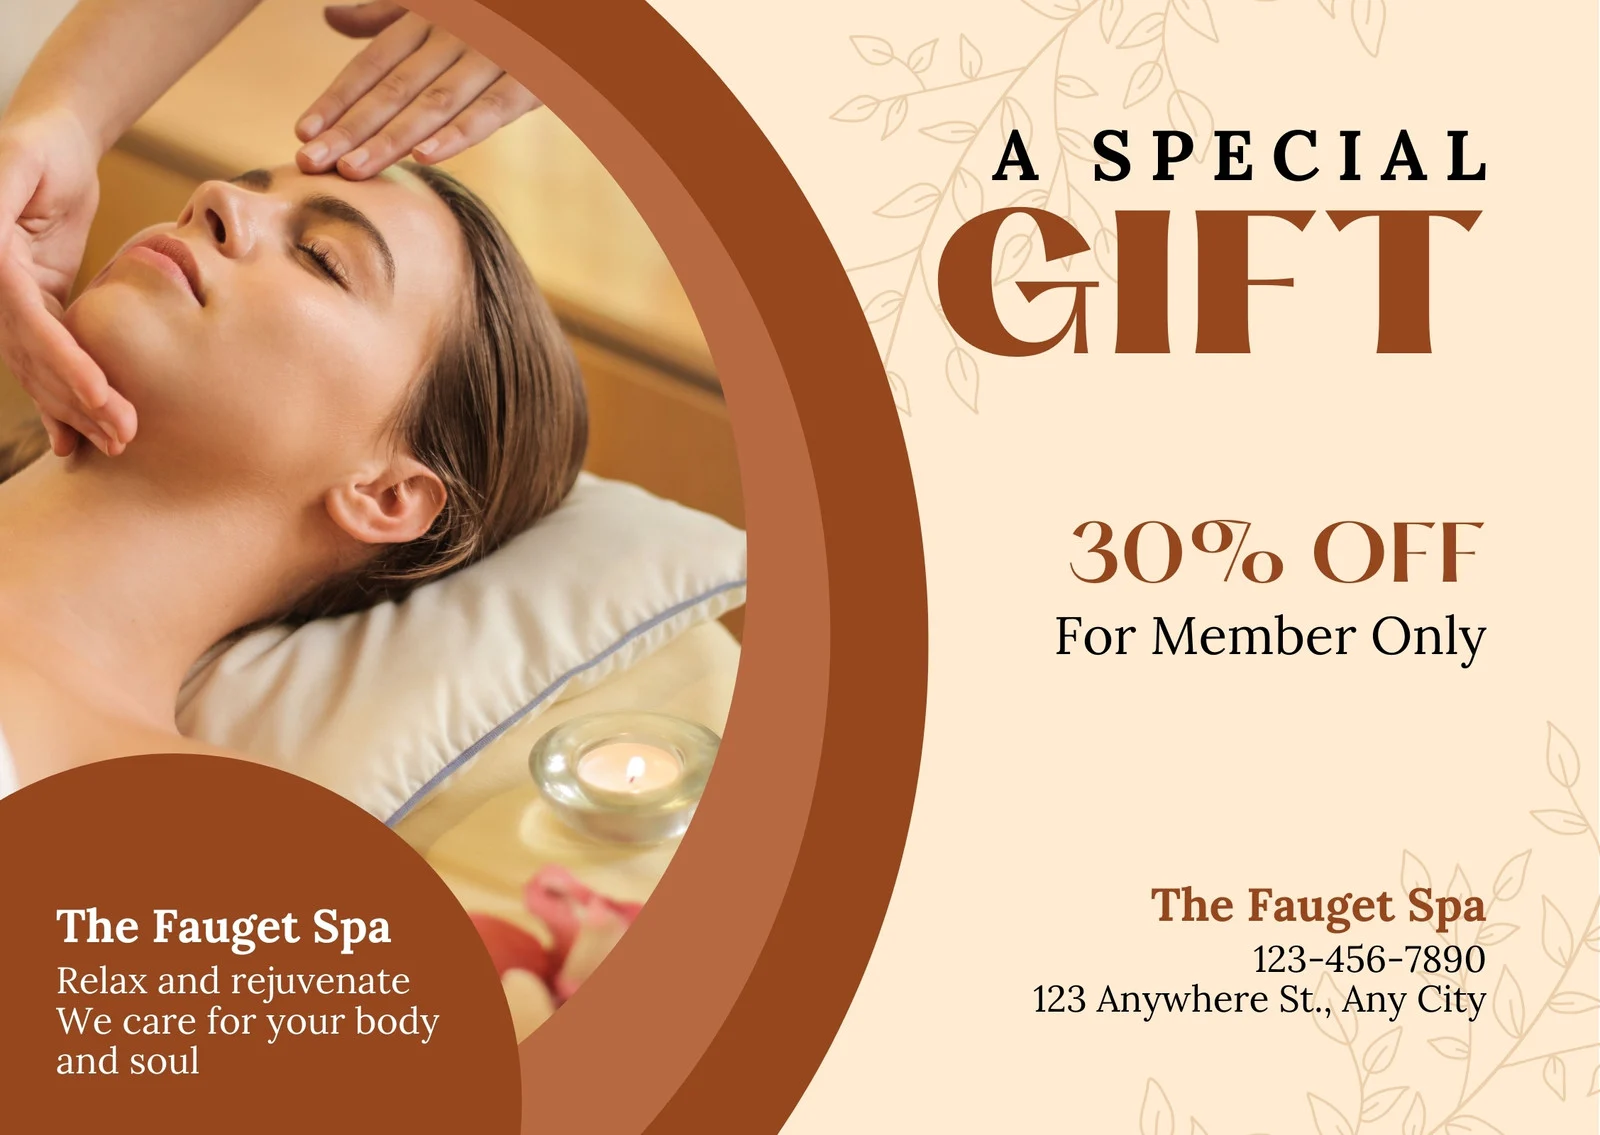 A SPECIAL
GIFT
30% OFF
For Member Only
The Fauget Spa
123-456-7890
123 Anywhere St., Any City
The Fauget Spa
Relax and rejuvenate
We care for your body
and soul